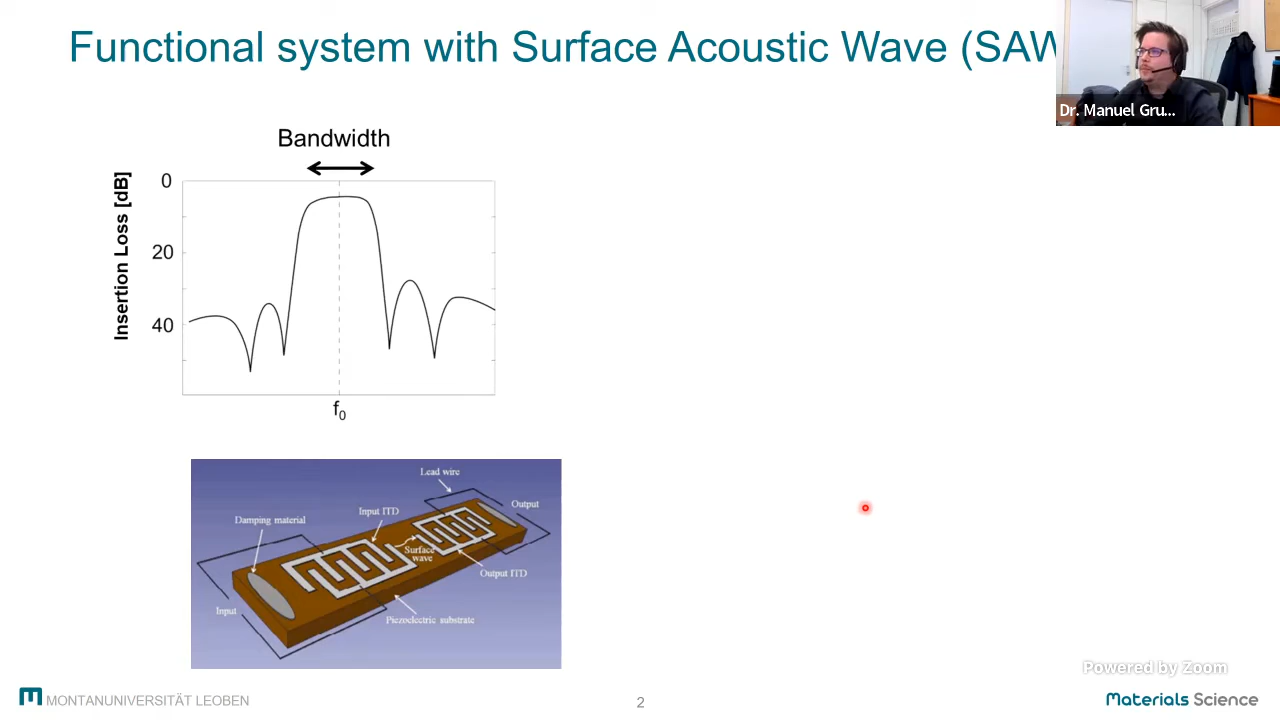 Functional system with Surface Acoustic Wave (SAW
Dr. Manuel Gru...
Bandwidth
Insertion Loss [dB]
0
20
40
f0
Lead wire
Output
Input ITD
Damping material
Surface
wave
Output ITD
Input
Piezoelectric substrate
Powered by Zoom
MONTANUNIVERSITÄT LEOBEN
2
Materials Science